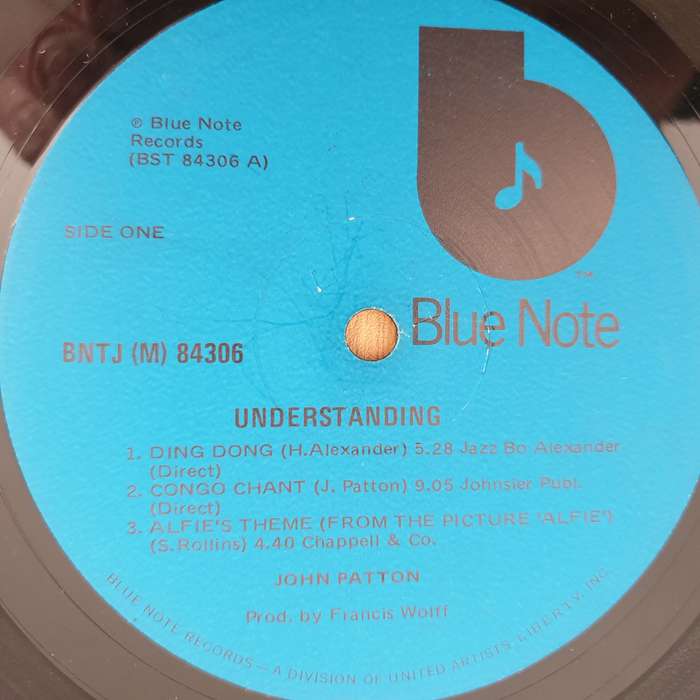 ℗ Blue Note
Records
(BST 84306 A)
SIDE ONE
TM
Blue Note
BNTJ (M) 84306
UNDERSTANDING
1. DING DONG (H.Alexander) 5.28 Jazz Bo Alexander
(Direct)
2. CONGO CHANT (J. Patton) 9.05 Johnsier Publ.
(Direct)
3. ALFIE'S THEME (FROM THE PICTURE 'ALFIE')
(S.Rollins) 4.40 Chappell & Co.
JOHN PATTON
Prod. by Francis Wolff
BLUE NOTE RECORDS — A DIVISION OF UNITED ARTISTS LIBERTY, INC.